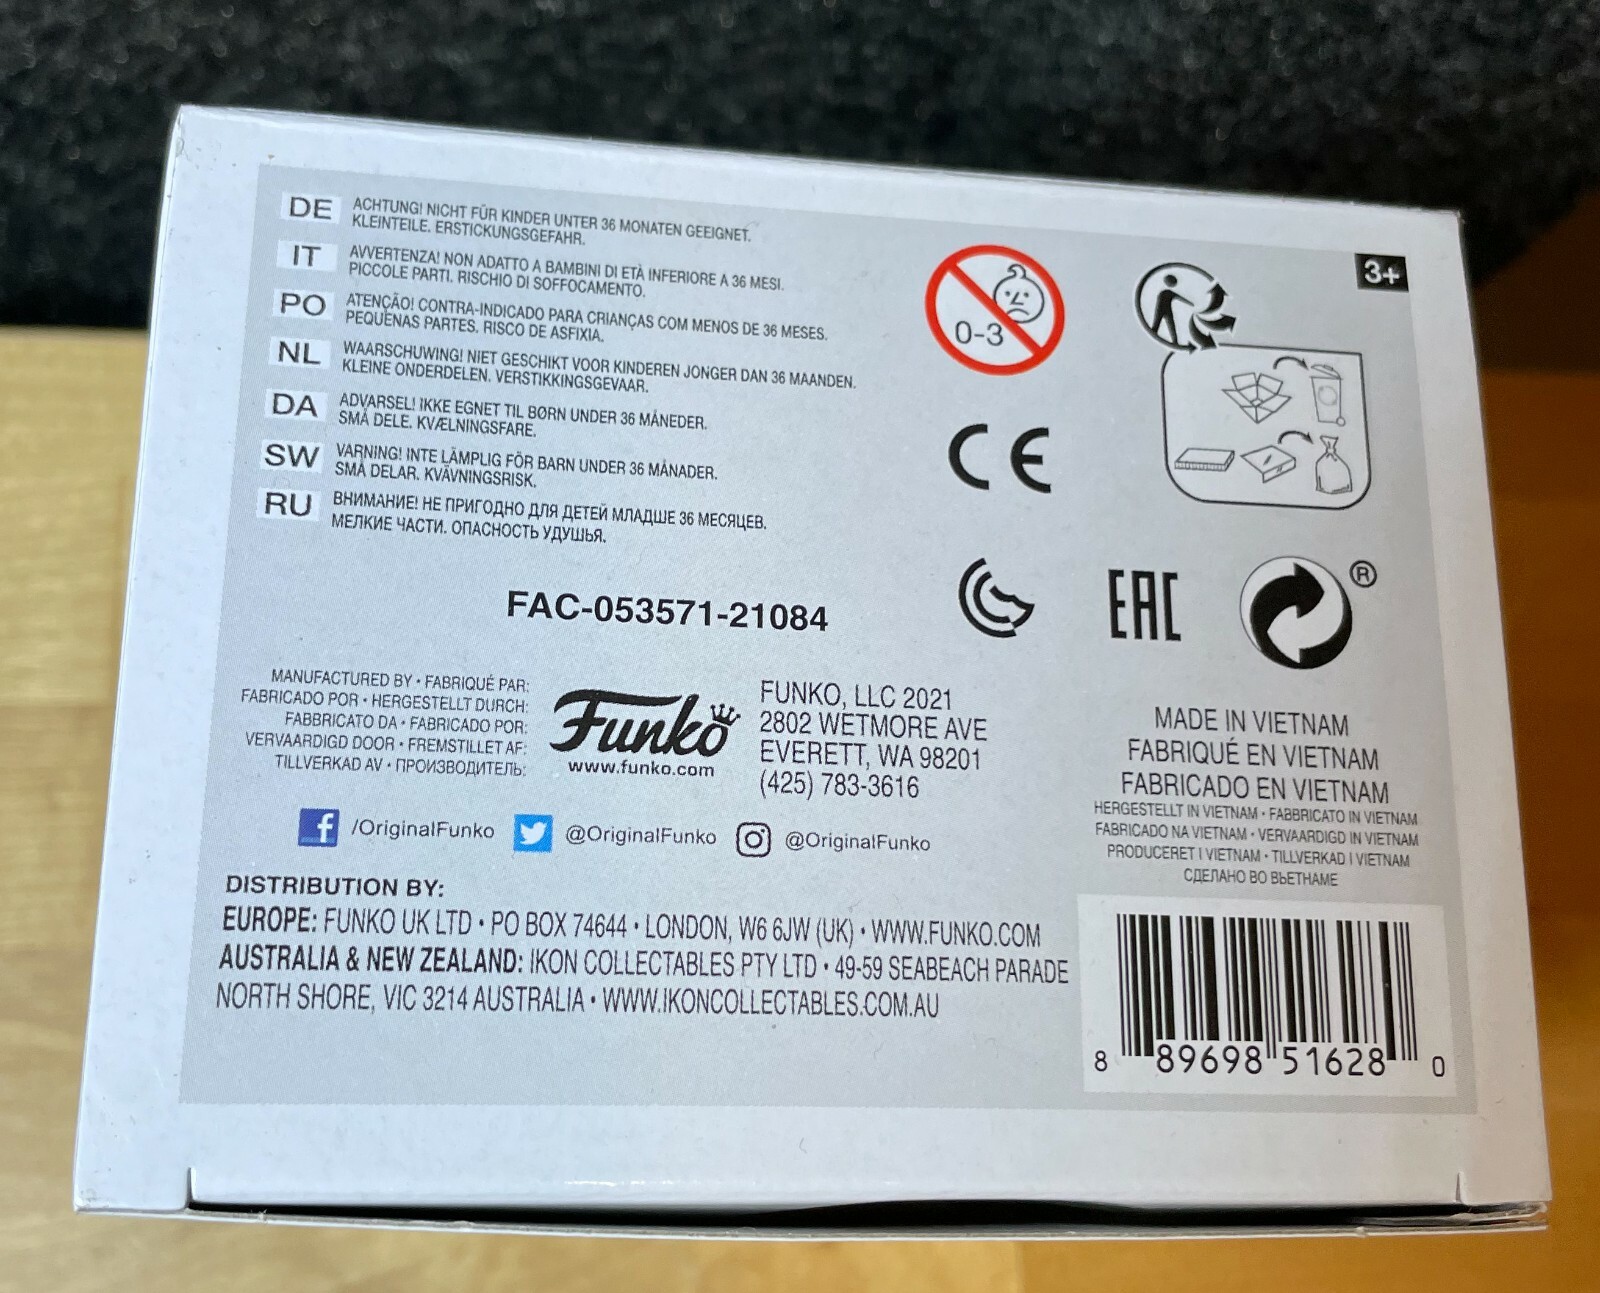 DE ACHTUNG! NICHT FÜR KINDER UNTER 36 MONATEN GEEIGNET.
KLEINTEILE. ERSTICKUNGSGEFAHR.
IT AVVERTENZA! NON ADATTO A BAMBINI DI ETÀ INFERIORE A 36 MESI.
PICCOLE PARTI. RISCHIO DI SOFFOCAMENTO.
PO ATENÇÃO! CONTRA-INDICADO PARA CRIANÇAS COM MENOS DE 36 MESES.
PEQUENAS PARTES. RISCO DE ASFIXIA.
NL WAARSCHUWING! NIET GESCHIKT VOOR KINDEREN JONGER DAN 36 MAANDEN.
KLEINE ONDERDELEN. VERSTIKKINGSGEVAAR.
DA ADVARSEL! IKKE EGNET TIL BØRN UNDER 36 MÅNEDER.
SMÅ DELE. KVÆLNINGSFARE.
SW VARNING! INTE LÄMPLIG FÖR BARN UNDER 36 MÅNADER.
SMÅ DELAR. KVÄVNINGSRISK.
RU ВНИМАНИЕ! НЕ ПРИГОДНО ДЛЯ ДЕТЕЙ МЛАДШЕ 36 МЕСЯЦЕВ.
МЕЛКИЕ ЧАСТИ. ОПАСНОСТЬ УДУШЬЯ.
0-3
3+
CE
EAC
®
FAC-053571-21084
MANUFACTURED BY • FABRIQUÉ PAR:
FABRICADO POR • HERGESTELLT DURCH:
FABBRICATO DA • FABRICADO POR:
VERVAARDIGD DOOR • FREMSTILLET AF:
TILLVERKAD AV • ПРОИЗВОДИТЕЛЬ:
Funko
www.funko.com
FUNKO, LLC 2021
2802 WETMORE AVE
EVERETT, WA 98201
(425) 783-3616
MADE IN VIETNAM
FABRIQUÉ EN VIETNAM
FABRICADO EN VIETNAM
HERGESTELLT IN VIETNAM • FABBRICATO IN VIETNAM
FABRICADO NA VIETNAM • VERVAARDIGD IN VIETNAM
PRODUCERET I VIETNAM • TILLVERKAD I VIETNAM
СДЕЛАНО ВО ВЬЕТНАМЕ
f /OriginalFunko @OriginalFunko @OriginalFunko
DISTRIBUTION BY:
EUROPE: FUNKO UK LTD • PO BOX 74644 • LONDON, W6 6JW (UK) • WWW.FUNKO.COM
AUSTRALIA & NEW ZEALAND: IKON COLLECTABLES PTY LTD • 49-59 SEABEACH PARADE
NORTH SHORE, VIC 3214 AUSTRALIA • WWW.IKONCOLLECTABLES.COM.AU
8 89698 51628 0